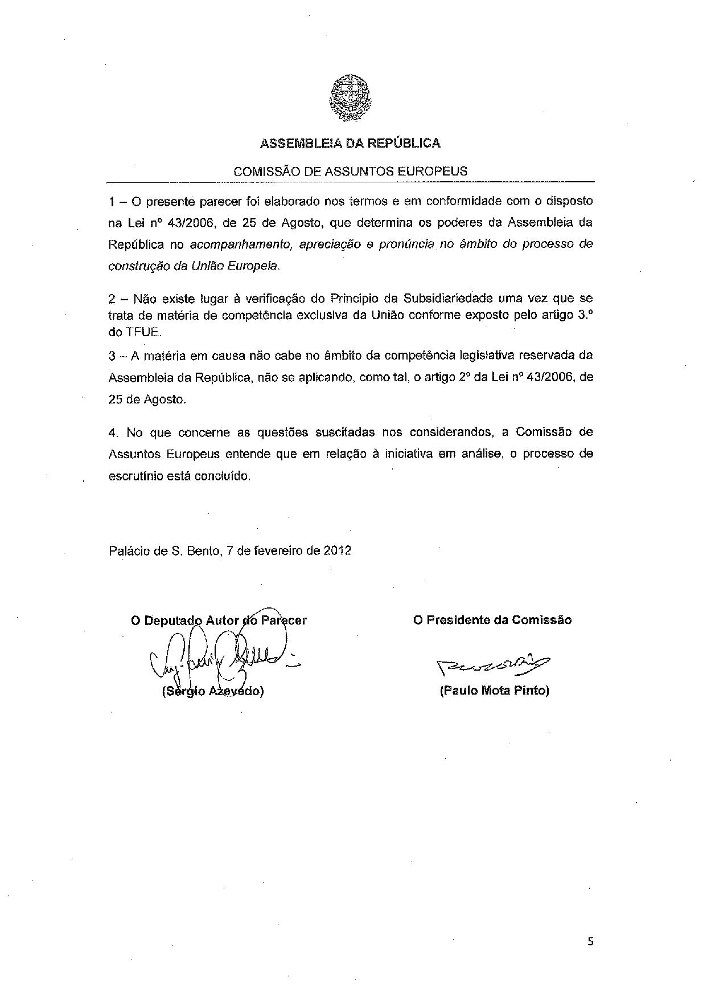 ASSEMBLEIA DA REPÚBLICA
COMISSÃO DE ASSUNTOS EUROPEUS
1 – O presente parecer foi elaborado nos termos e em conformidade com o disposto
na Lei nº 43/2006, de 25 de Agosto, que determina os poderes da Assembleia da
República no acompanhamento, apreciação e pronúncia no âmbito do processo de
construção da União Europeia.
2 – Não existe lugar à verificação do Principio da Subsidiariedade uma vez que se
trata de matéria de competência exclusiva da União conforme exposto pelo artigo 3.º
do TFUE.
3 – A matéria em causa não cabe no âmbito da competência legislativa reservada da
Assembleia da República, não se aplicando, como tal, o artigo 2º da Lei nº 43/2006, de
25 de Agosto.
4. No que concerne as questões suscitadas nos considerandos, a Comissão de
Assuntos Europeus entende que em relação à iniciativa em análise, o processo de
escrutínio está concluído.
Palácio de S. Bento, 7 de fevereiro de 2012
O Deputado Autor do Parecer
O Presidente da Comissão
(Sérgio Azevedo)
(Paulo Mota Pinto)
5